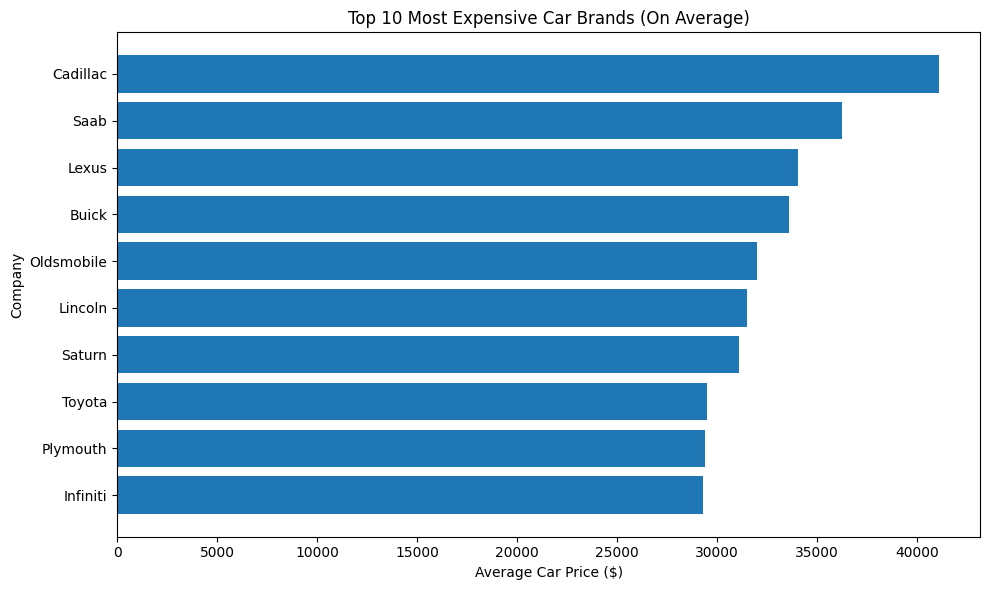 Top 10 Most Expensive Car Brands (On Average)
Company
Cadillac
Saab
Lexus
Buick
Oldsmobile
Lincoln
Saturn
Toyota
Plymouth
Infiniti
0 5000 10000 15000 20000 25000 30000 35000 40000
Average Car Price ($)